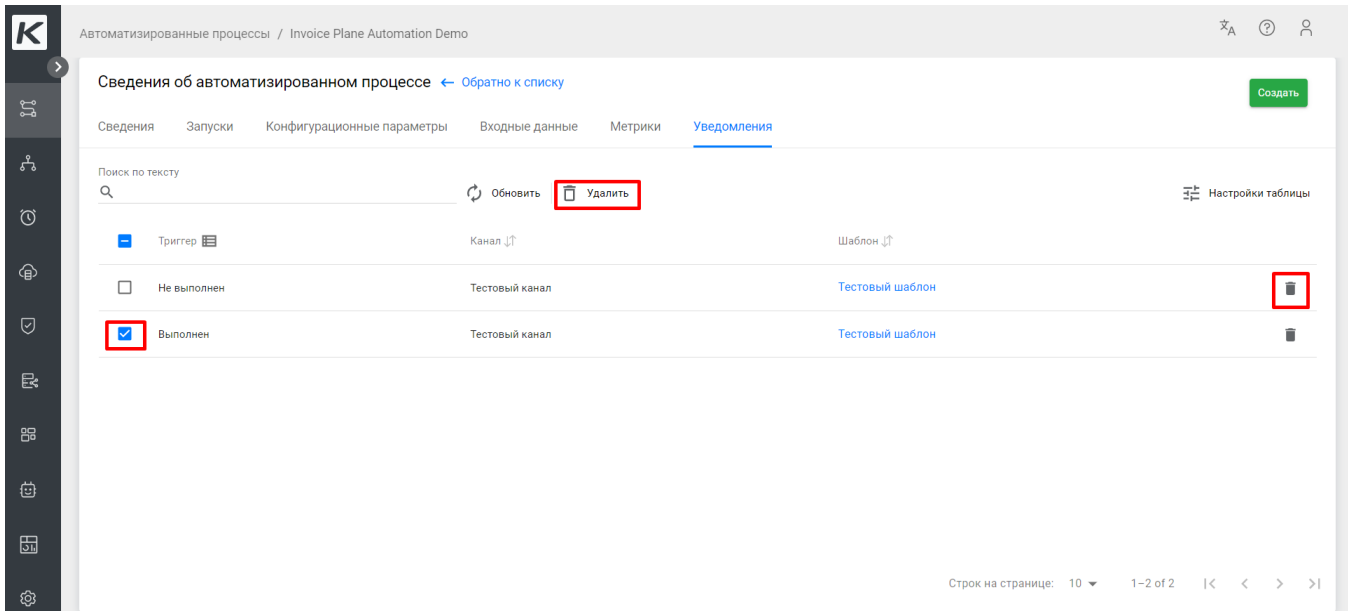 K
Автоматизированные процессы / Invoice Plane Automation Demo
Сведения об автоматизированном процессе ← Обратно к списку
Создать
Сведения Запуски Конфигурационные параметры Входные данные Метрики Уведомления
Поиск по тексту
Обновить Удалить Настройки таблицы
Триггер Канал Шаблон
Не выполнен Тестовый канал Тестовый шаблон
Выполнен Тестовый канал Тестовый шаблон
Строк на странице: 10 1–2 of 2